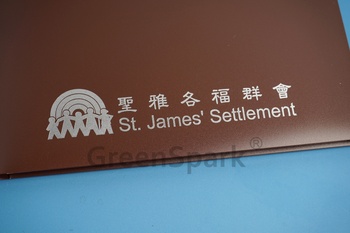 聖雅各福群會
St. James' Settlement
GreenSpark®